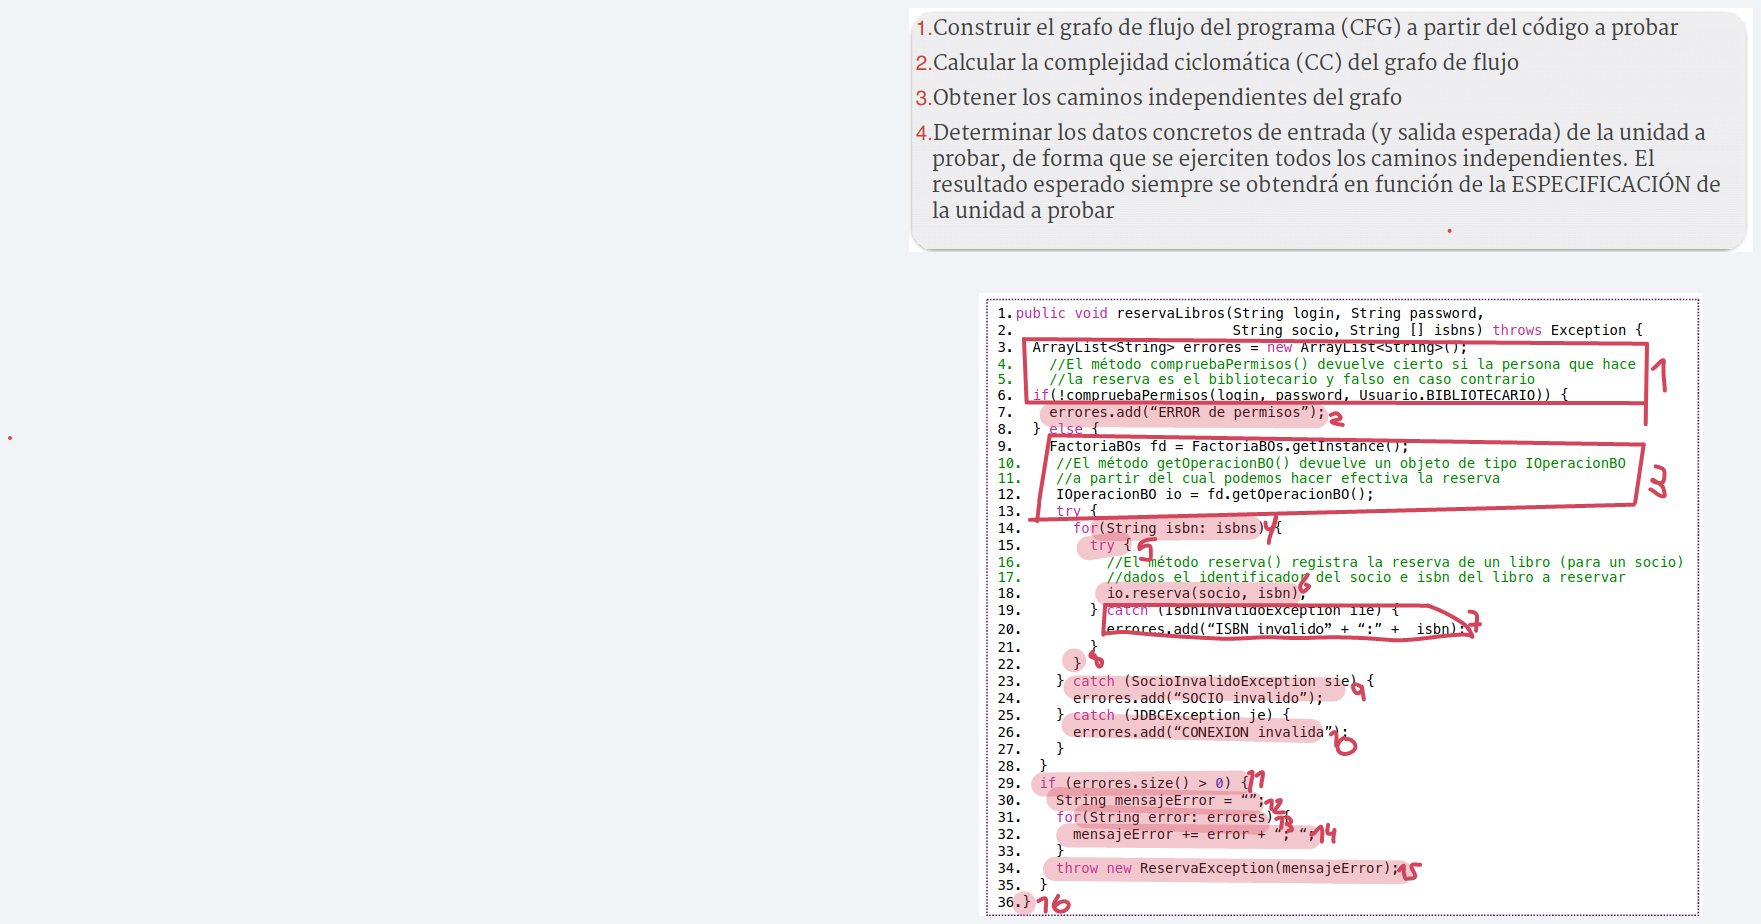 1.Construir el grafo de flujo del programa (CFG) a partir del código a probar
2.Calcular la complejidad ciclomática (CC) del grafo de flujo
3.Obtener los caminos independientes del grafo
4.Determinar los datos concretos de entrada (y salida esperada) de la unidad a
probar, de forma que se ejerciten todos los caminos independientes. El
resultado esperado siempre se obtendrá en función de la ESPECIFICACIÓN de
la unidad a probar
1. public void reservaLibros(String login, String password,
2. String socio, String [] isbns) throws Exception {
3. ArrayList<String> errores = new ArrayList<String>();
4. //El método compruebaPermisos() devuelve cierto si la persona que hace
5. //la reserva es el bibliotecario y falso en caso contrario
6. if(!compruebaPermisos(login, password, Usuario.BIBLIOTECARIO)) {
1
7. errores.add(“ERROR de permisos”); 2
8. } else {
9. FactoriaBOs fd = FactoriaBOs.getInstance();
10. //El método getOperacionBO() devuelve un objeto de tipo IOperacionBO
11. //a partir del cual podemos hacer efectiva la reserva
12. IOperacionBO io = fd.getOperacionBO();
3
13. try {
14. for(String isbn: isbns) { 4
15. try { 5
16. //El método reserva() registra la reserva de un libro (para un socio)
17. //dados el identificador del socio e isbn del libro a reservar
18. io.reserva(socio, isbn); 6
19. } catch (IsbnInvalidoException iie) {
20. errores.add(“ISBN invalido” + “:” + isbn); 7
21. }
22. } 8
23. } catch (SocioInvalidoException sie) { 9
24. errores.add(“SOCIO invalido”);
25. } catch (JDBCException je) {
26. errores.add(“CONEXION invalida”); 10
27. }
28. }
29. if (errores.size() > 0) { 11
30. String mensajeError = “”; 12
31. for(String error: errores) { 13
32. mensajeError += error + “; “; 14
33. }
34. throw new ReservaException(mensajeError); 15
35. }
36.} 16